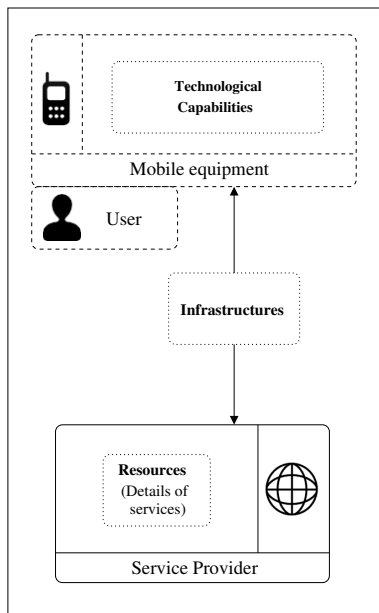 Technological
Capabilities
Mobile equipment
User
Infrastructures
Resources
(Details of
services)
Service Provider